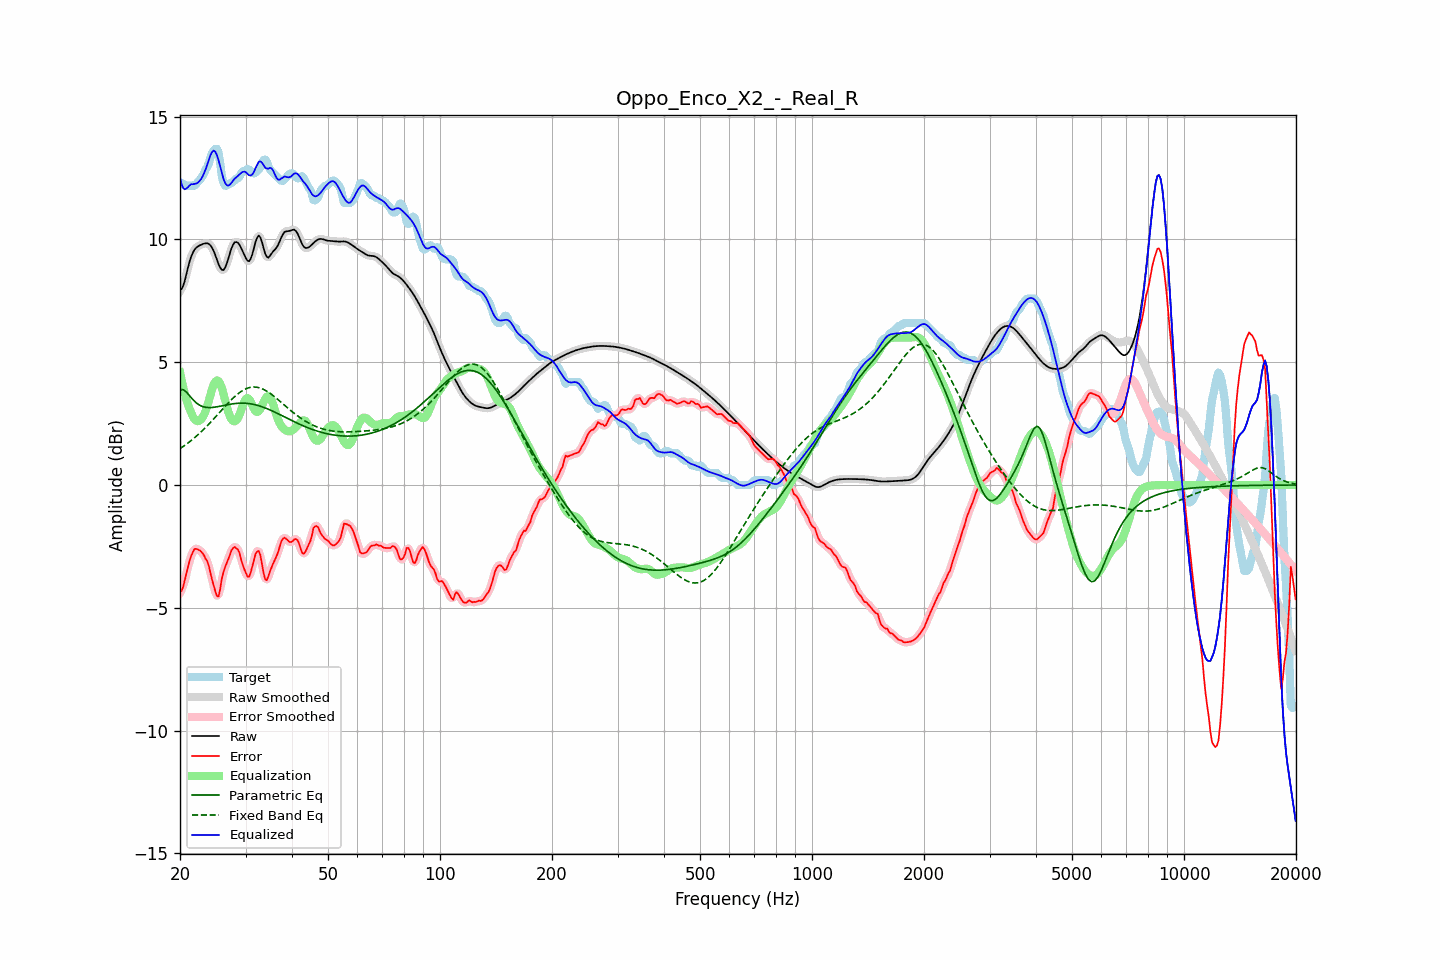 Oppo_Enco_X2_-_Real_R
15
10
5
0
−5
−10
−15
Amplitude (dBr)
Target
Raw Smoothed
Error Smoothed
Raw
Error
Equalization
Parametric Eq
Fixed Band Eq
Equalized
20 50 100 200 500 1000 2000 5000 10000 20000
Frequency (Hz)